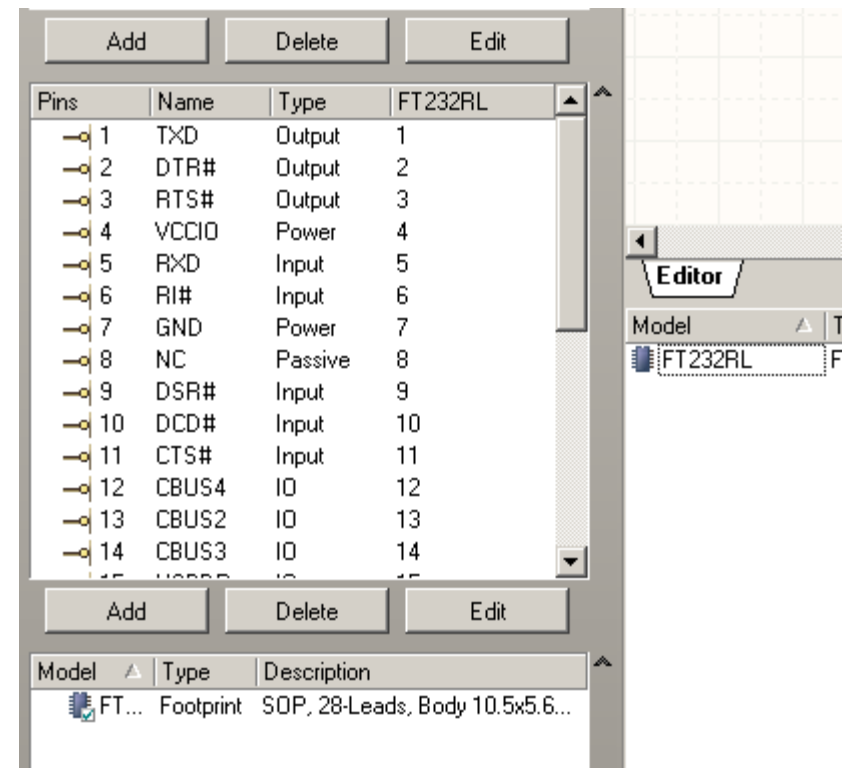 Add Delete Edit
Pins Name Type FT232RL
1 TXD Output 1
2 DTR# Output 2
3 RTS# Output 3
4 VCCIO Power 4
5 RXD Input 5
6 RI# Input 6
7 GND Power 7
8 NC Passive 8
9 DSR# Input 9
10 DCD# Input 10
11 CTS# Input 11
12 CBUS4 IO 12
13 CBUS2 IO 13
14 CBUS3 IO 14
Add Delete Edit
Model Type Description
FT... Footprint SOP, 28-Leads, Body 10.5x5.6...
Editor
Model T
FT232RL F